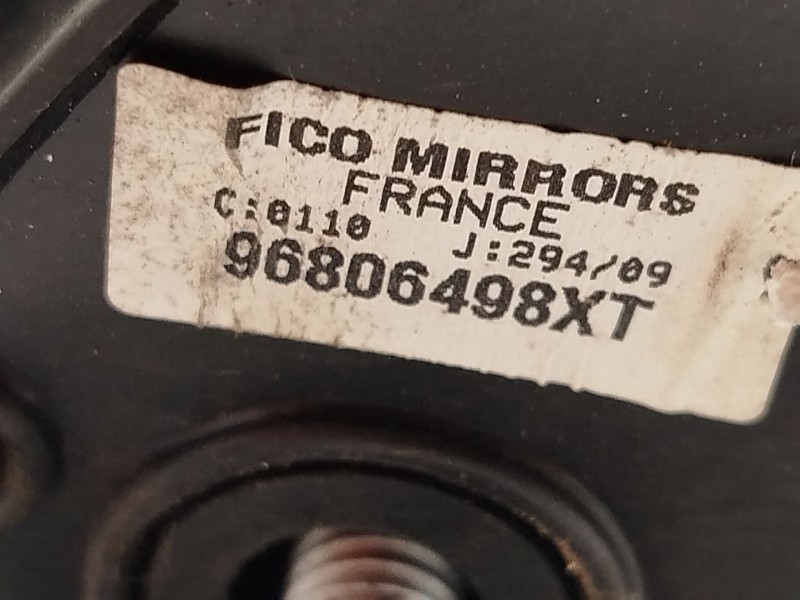 FICO MIRRORS
FRANCE
C:0110 J:294/09
96806498XT